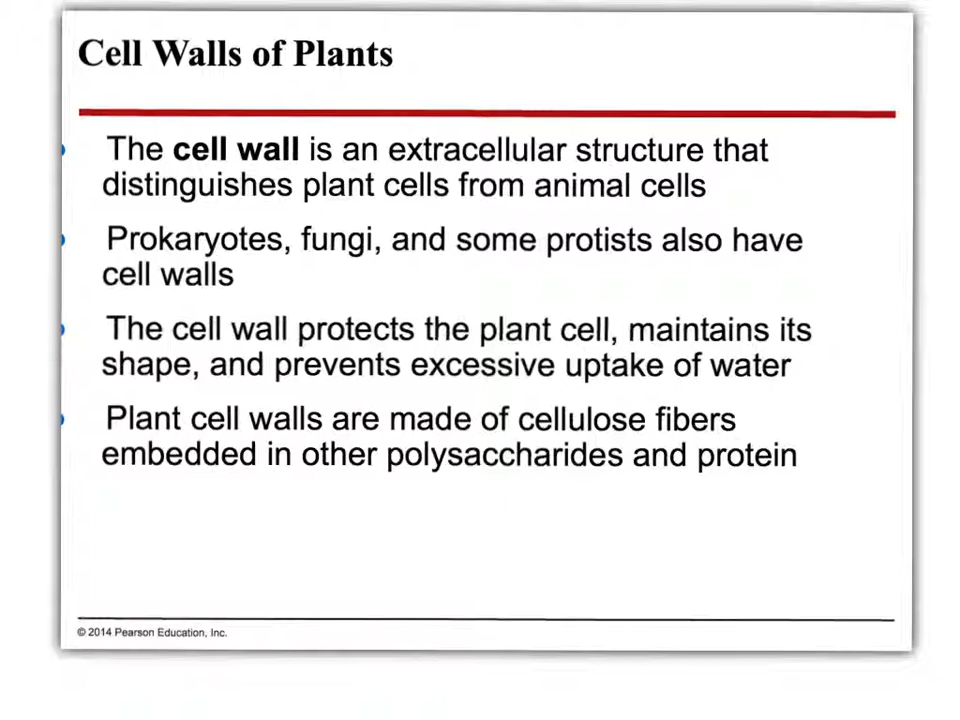 Cell Walls of Plants
The cell wall is an extracellular structure that
distinguishes plant cells from animal cells
Prokaryotes, fungi, and some protists also have
cell walls
The cell wall protects the plant cell, maintains its
shape, and prevents excessive uptake of water
Plant cell walls are made of cellulose fibers
embedded in other polysaccharides and protein
© 2014 Pearson Education, Inc.